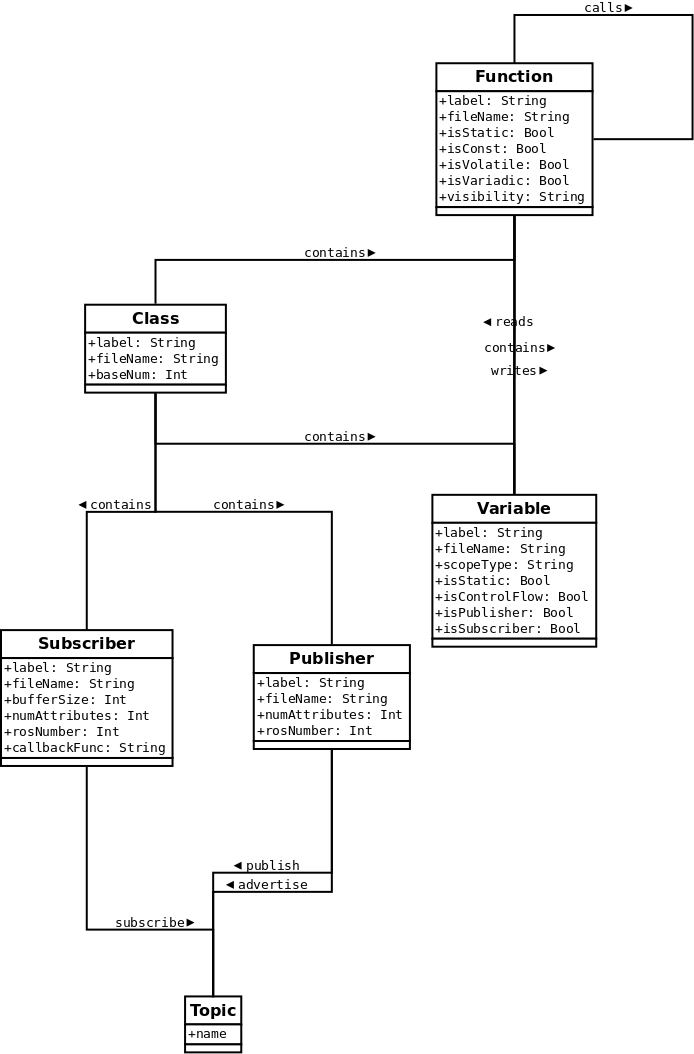 calls►
Function
+label: String
+fileName: String
+isStatic: Bool
+isConst: Bool
+isVolatile: Bool
+isVariadic: Bool
+visibility: String
contains►
Class
+label: String
+fileName: String
+baseNum: Int
◄reads
contains►
writes►
contains►
◄contains
contains►
Variable
+label: String
+fileName: String
+scopeType: String
+isStatic: Bool
+isControlFlow: Bool
+isPublisher: Bool
+isSubscriber: Bool
Subscriber
+label: String
+fileName: String
+bufferSize: Int
+numAttributes: Int
+rosNumber: Int
+callbackFunc: String
Publisher
+label: String
+fileName: String
+numAttributes: Int
+rosNumber: Int
◄publish
◄advertise
subscribe►
Topic
+name